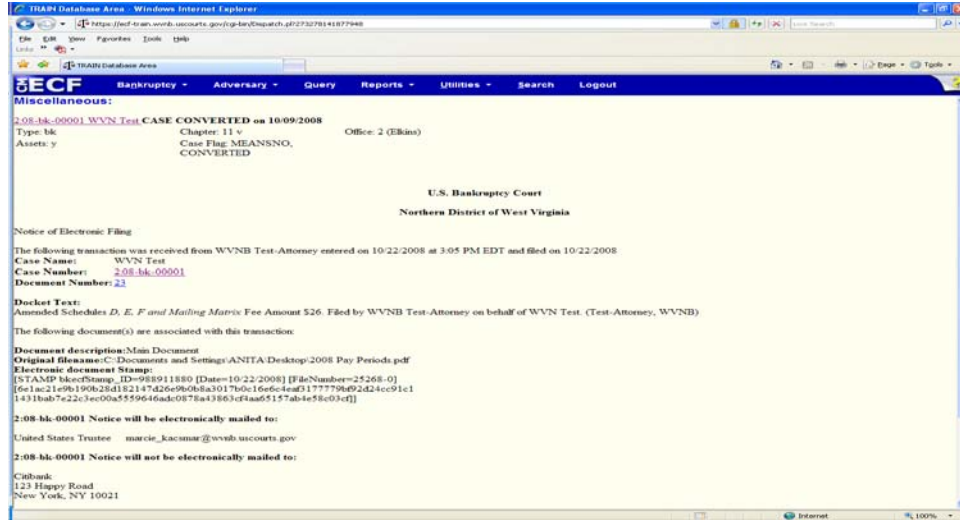 TRAIN Database Area - Windows Internet Explorer
https://ecf-train.wvnb.uscourts.gov/cgi-bin/Dispatch.pl?273278141877948
Live Search
File Edit View Favorites Tools Help
Links
TRAIN Database Area
Page Tools
ECF Bankruptcy Adversary Query Reports Utilities Search Logout
Miscellaneous:
2:08-bk-00001 WVN Test CASE CONVERTED on 10/09/2008
Type: bk Chapter: 11 v Office: 2 (Elkins)
Assets: y Case Flag: MEANSNO,
CONVERTED
U.S. Bankruptcy Court
Northern District of West Virginia
Notice of Electronic Filing
The following transaction was received from WVNB Test-Attorney entered on 10/22/2008 at 3:05 PM EDT and filed on 10/22/2008
Case Name: WVN Test
Case Number: 2:08-bk-00001
Document Number: 23
Docket Text:
Amended Schedules D, E, F and Mailing Matrix Fee Amount $26. Filed by WVNB Test-Attorney on behalf of WVN Test. (Test-Attorney, WVNB)
The following document(s) are associated with this transaction:
Document description:Main Document
Original filename:C:\Documents and Settings\ANITA\Desktop\2008 Pay Periods.pdf
Electronic document Stamp:
[STAMP bkecfStamp_ID=988911880 [Date=10/22/2008] [FileNumber=25268-0]
[6e1ac21e9b190b28d182147d26e9b0b8a3017b0c16e6c4eaf3177779bf92d24cc91c1
1431bab7e22c3ec00a5559646adc0878a43863cf4aa65157ab4e58c03cf]]
2:08-bk-00001 Notice will be electronically mailed to:
United States Trustee marcie_kacsmar@wvnb.uscourts.gov
2:08-bk-00001 Notice will not be electronically mailed to:
Citibank
123 Happy Road
New York, NY 10021
Internet 100%